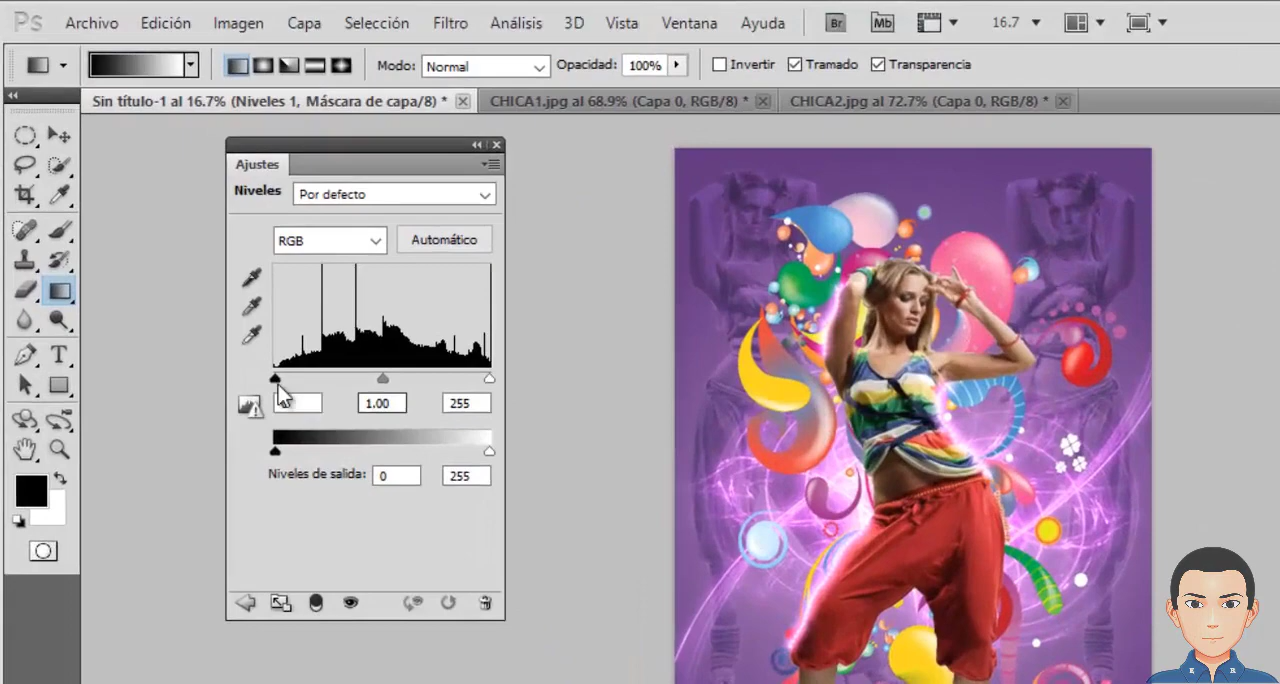 Ps Archivo Edición Imagen Capa Selección Filtro Análisis 3D Vista Ventana Ayuda Br Mb 16.7
Modo: Normal Opacidad: 100% Invertir Tramado Transparencia
Sin título-1 al 16.7% (Niveles 1, Máscara de capa/8) * CHICA1.jpg al 68.9% (Capa 0, RGB/8) * CHICA2.jpg al 72.7% (Capa 0, RGB/8) *
Ajustes
Niveles Por defecto
RGB Automático
1.00 255
Niveles de salida: 0 255
T
K R